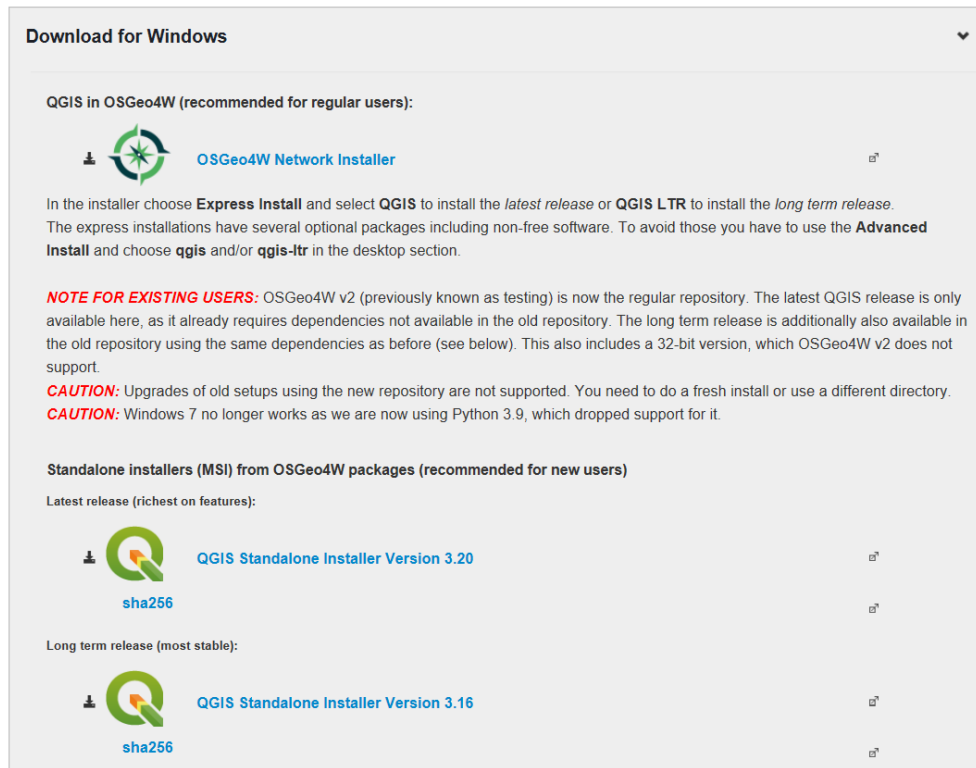 Download for Windows
QGIS in OSGeo4W (recommended for regular users):
OSGeo4W Network Installer
In the installer choose Express Install and select QGIS to install the latest release or QGIS LTR to install the long term release.
The express installations have several optional packages including non-free software. To avoid those you have to use the Advanced
Install and choose qgis and/or qgis-ltr in the desktop section.
NOTE FOR EXISTING USERS: OSGeo4W v2 (previously known as testing) is now the regular repository. The latest QGIS release is only
available here, as it already requires dependencies not available in the old repository. The long term release is additionally also available in
the old repository using the same dependencies as before (see below). This also includes a 32-bit version, which OSGeo4W v2 does not
support.
CAUTION: Upgrades of old setups using the new repository are not supported. You need to do a fresh install or use a different directory.
CAUTION: Windows 7 no longer works as we are now using Python 3.9, which dropped support for it.
Standalone installers (MSI) from OSGeo4W packages (recommended for new users)
Latest release (richest on features):
QGIS Standalone Installer Version 3.20
sha256
Long term release (most stable):
QGIS Standalone Installer Version 3.16
sha256